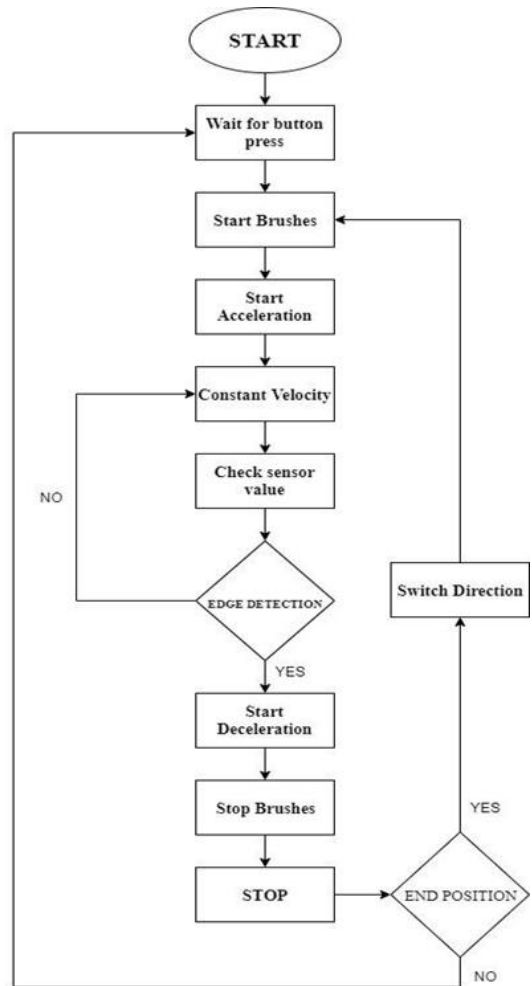 START
Wait for button
press
Start Brushes
Start
Acceleration
Constant Velocity
Check sensor
value
NO
EDGE DETECTION
Switch Direction
YES
Start
Deceleration
Stop Brushes
YES
STOP
END POSITION
NO